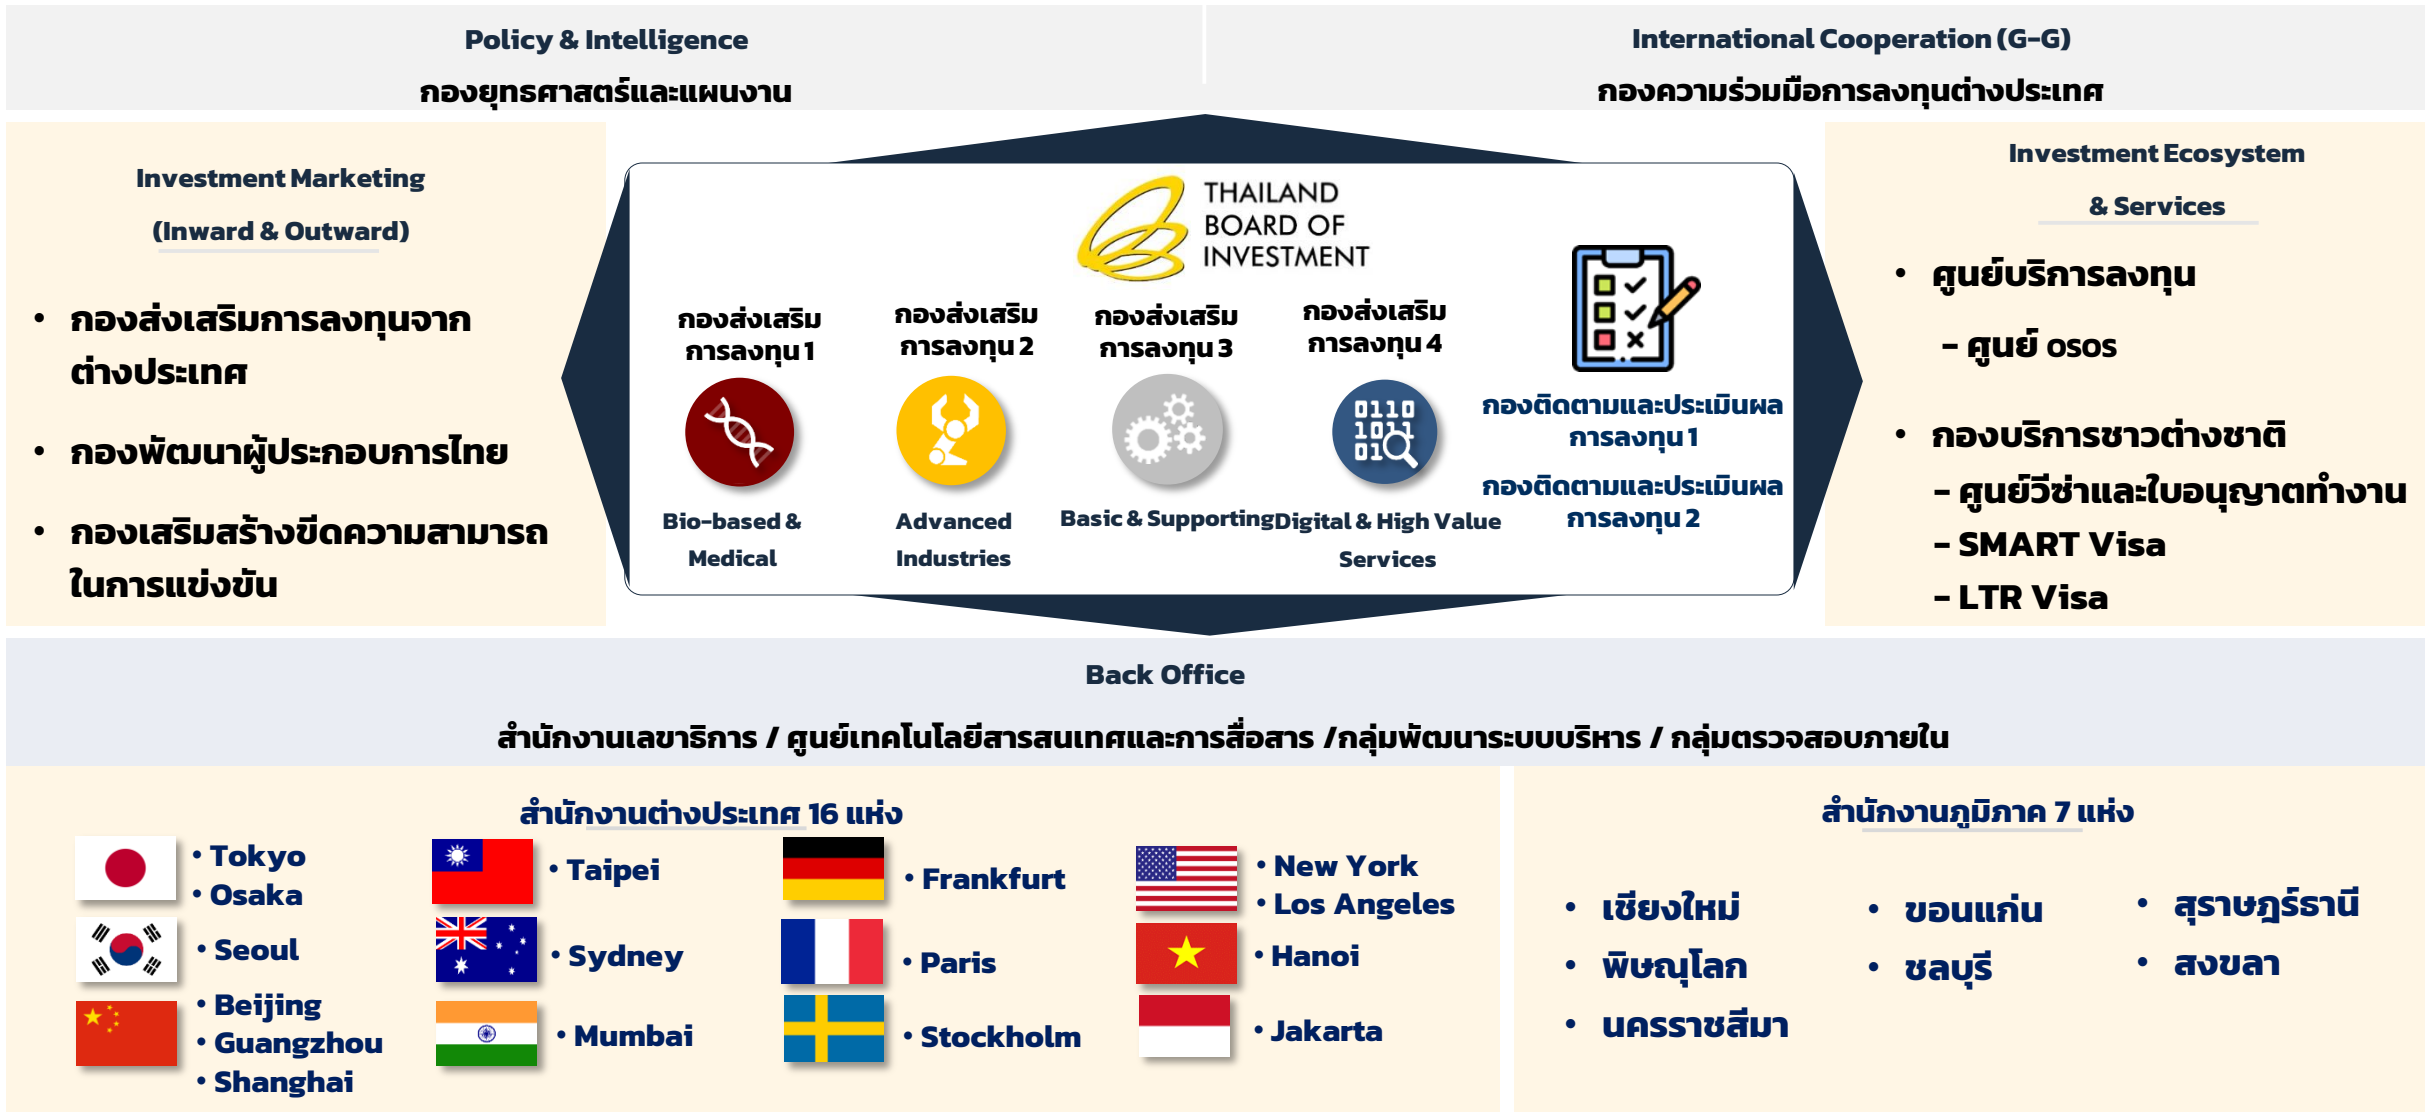 Policy & Intelligence
กองยุทธศาสตร์และแผนงาน
International Cooperation (G-G)
กองความร่วมมือการลงทุนต่างประเทศ
Investment Marketing
(Inward & Outward)
• กองส่งเสริมการลงทุนจาก
ต่างประเทศ
• กองพัฒนาผู้ประกอบการไทย
• กองเสริมสร้างขีดความสามารถ
ในการแข่งขัน
THAILAND
BOARD OF
INVESTMENT
กองส่งเสริม
การลงทุน 1
Bio-based &
Medical
กองส่งเสริม
การลงทุน 2
Advanced
Industries
กองส่งเสริม
การลงทุน 3
Basic & Supporting
กองส่งเสริม
การลงทุน 4
0110
1011
010
Digital & High Value
Services
กองติดตามและประเมินผล
การลงทุน 1
กองติดตามและประเมินผล
การลงทุน 2
Investment Ecosystem
& Services
• ศูนย์บริการลงทุน
- ศูนย์ OSOS
• กองบริการชาวต่างชาติ
- ศูนย์วีซ่าและใบอนุญาตทำงาน
- SMART Visa
- LTR Visa
Back Office
สำนักงานเลขาธิการ / ศูนย์เทคโนโลยีสารสนเทศและการสื่อสาร /กลุ่มพัฒนาระบบบริหาร / กลุ่มตรวจสอบภายใน
สำนักงานต่างประเทศ 16 แห่ง
• Tokyo
• Osaka
• Seoul
• Beijing
• Guangzhou
• Shanghai
• Taipei
• Sydney
• Mumbai
• Frankfurt
• Paris
• Stockholm
• New York
• Los Angeles
• Hanoi
• Jakarta
สำนักงานภูมิภาค 7 แห่ง
• เชียงใหม่
• พิษณุโลก
• นครราชสีมา
• ขอนแก่น
• ชลบุรี
• สุราษฎร์ธานี
• สงขลา